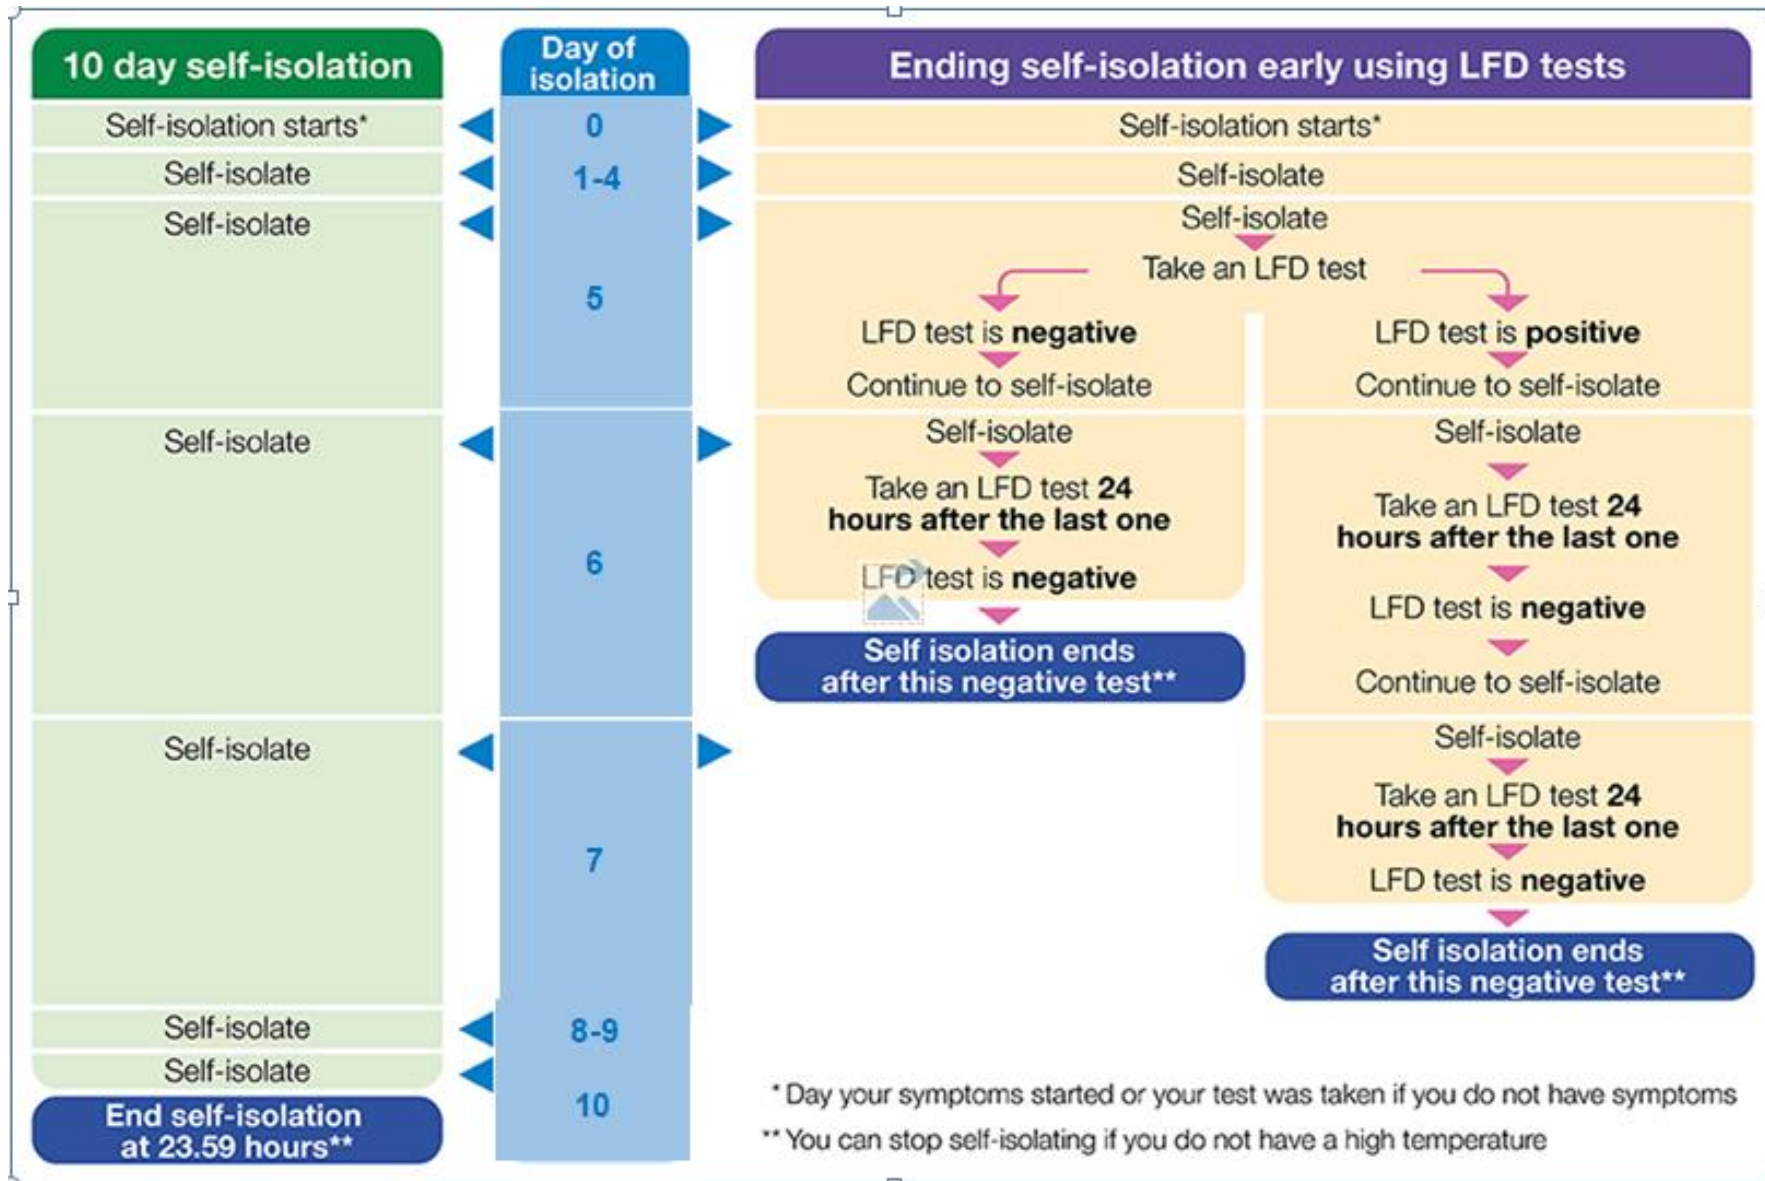 10 day self-isolation
Self-isolation starts*
Self-isolate
Self-isolate
Self-isolate
Self-isolate
Self-isolate
Self-isolate
End self-isolation
at 23.59 hours**
Day of
isolation
0
1-4
5
6
7
8-9
10
Ending self-isolation early using LFD tests
Self-isolation starts*
Self-isolate
Self-isolate
Take an LFD test
LFD test is negative
Continue to self-isolate
Self-isolate
Take an LFD test 24
hours after the last one
LFD test is negative
Self isolation ends
after this negative test**
LFD test is positive
Continue to self-isolate
Self-isolate
Take an LFD test 24
hours after the last one
LFD test is negative
Continue to self-isolate
Self-isolate
Take an LFD test 24
hours after the last one
LFD test is negative
Self isolation ends
after this negative test**
* Day your symptoms started or your test was taken if you do not have symptoms
** You can stop self-isolating if you do not have a high temperature